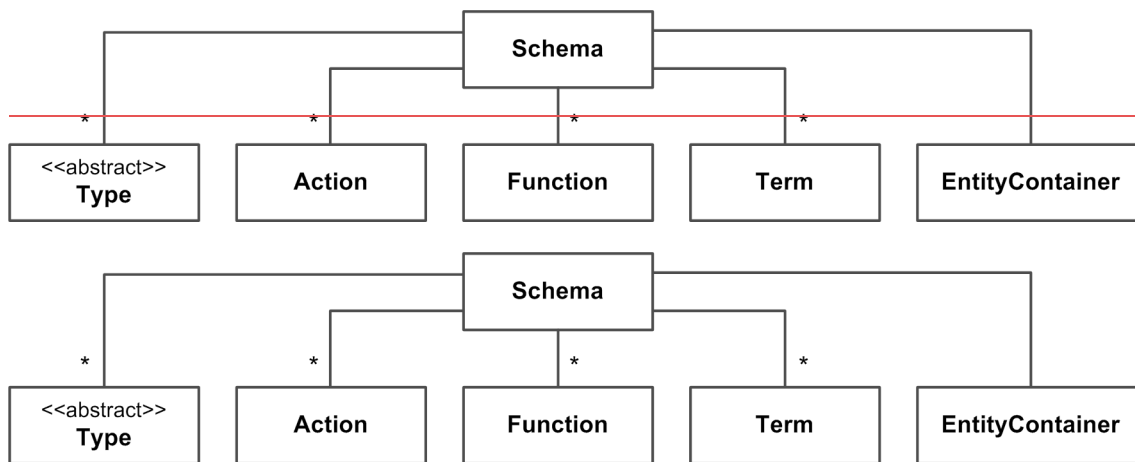 Schema
* * * *
<<abstract>>
Type Action Function Term EntityContainer
Schema
* * * *
<<abstract>>
Type Action Function Term EntityContainer